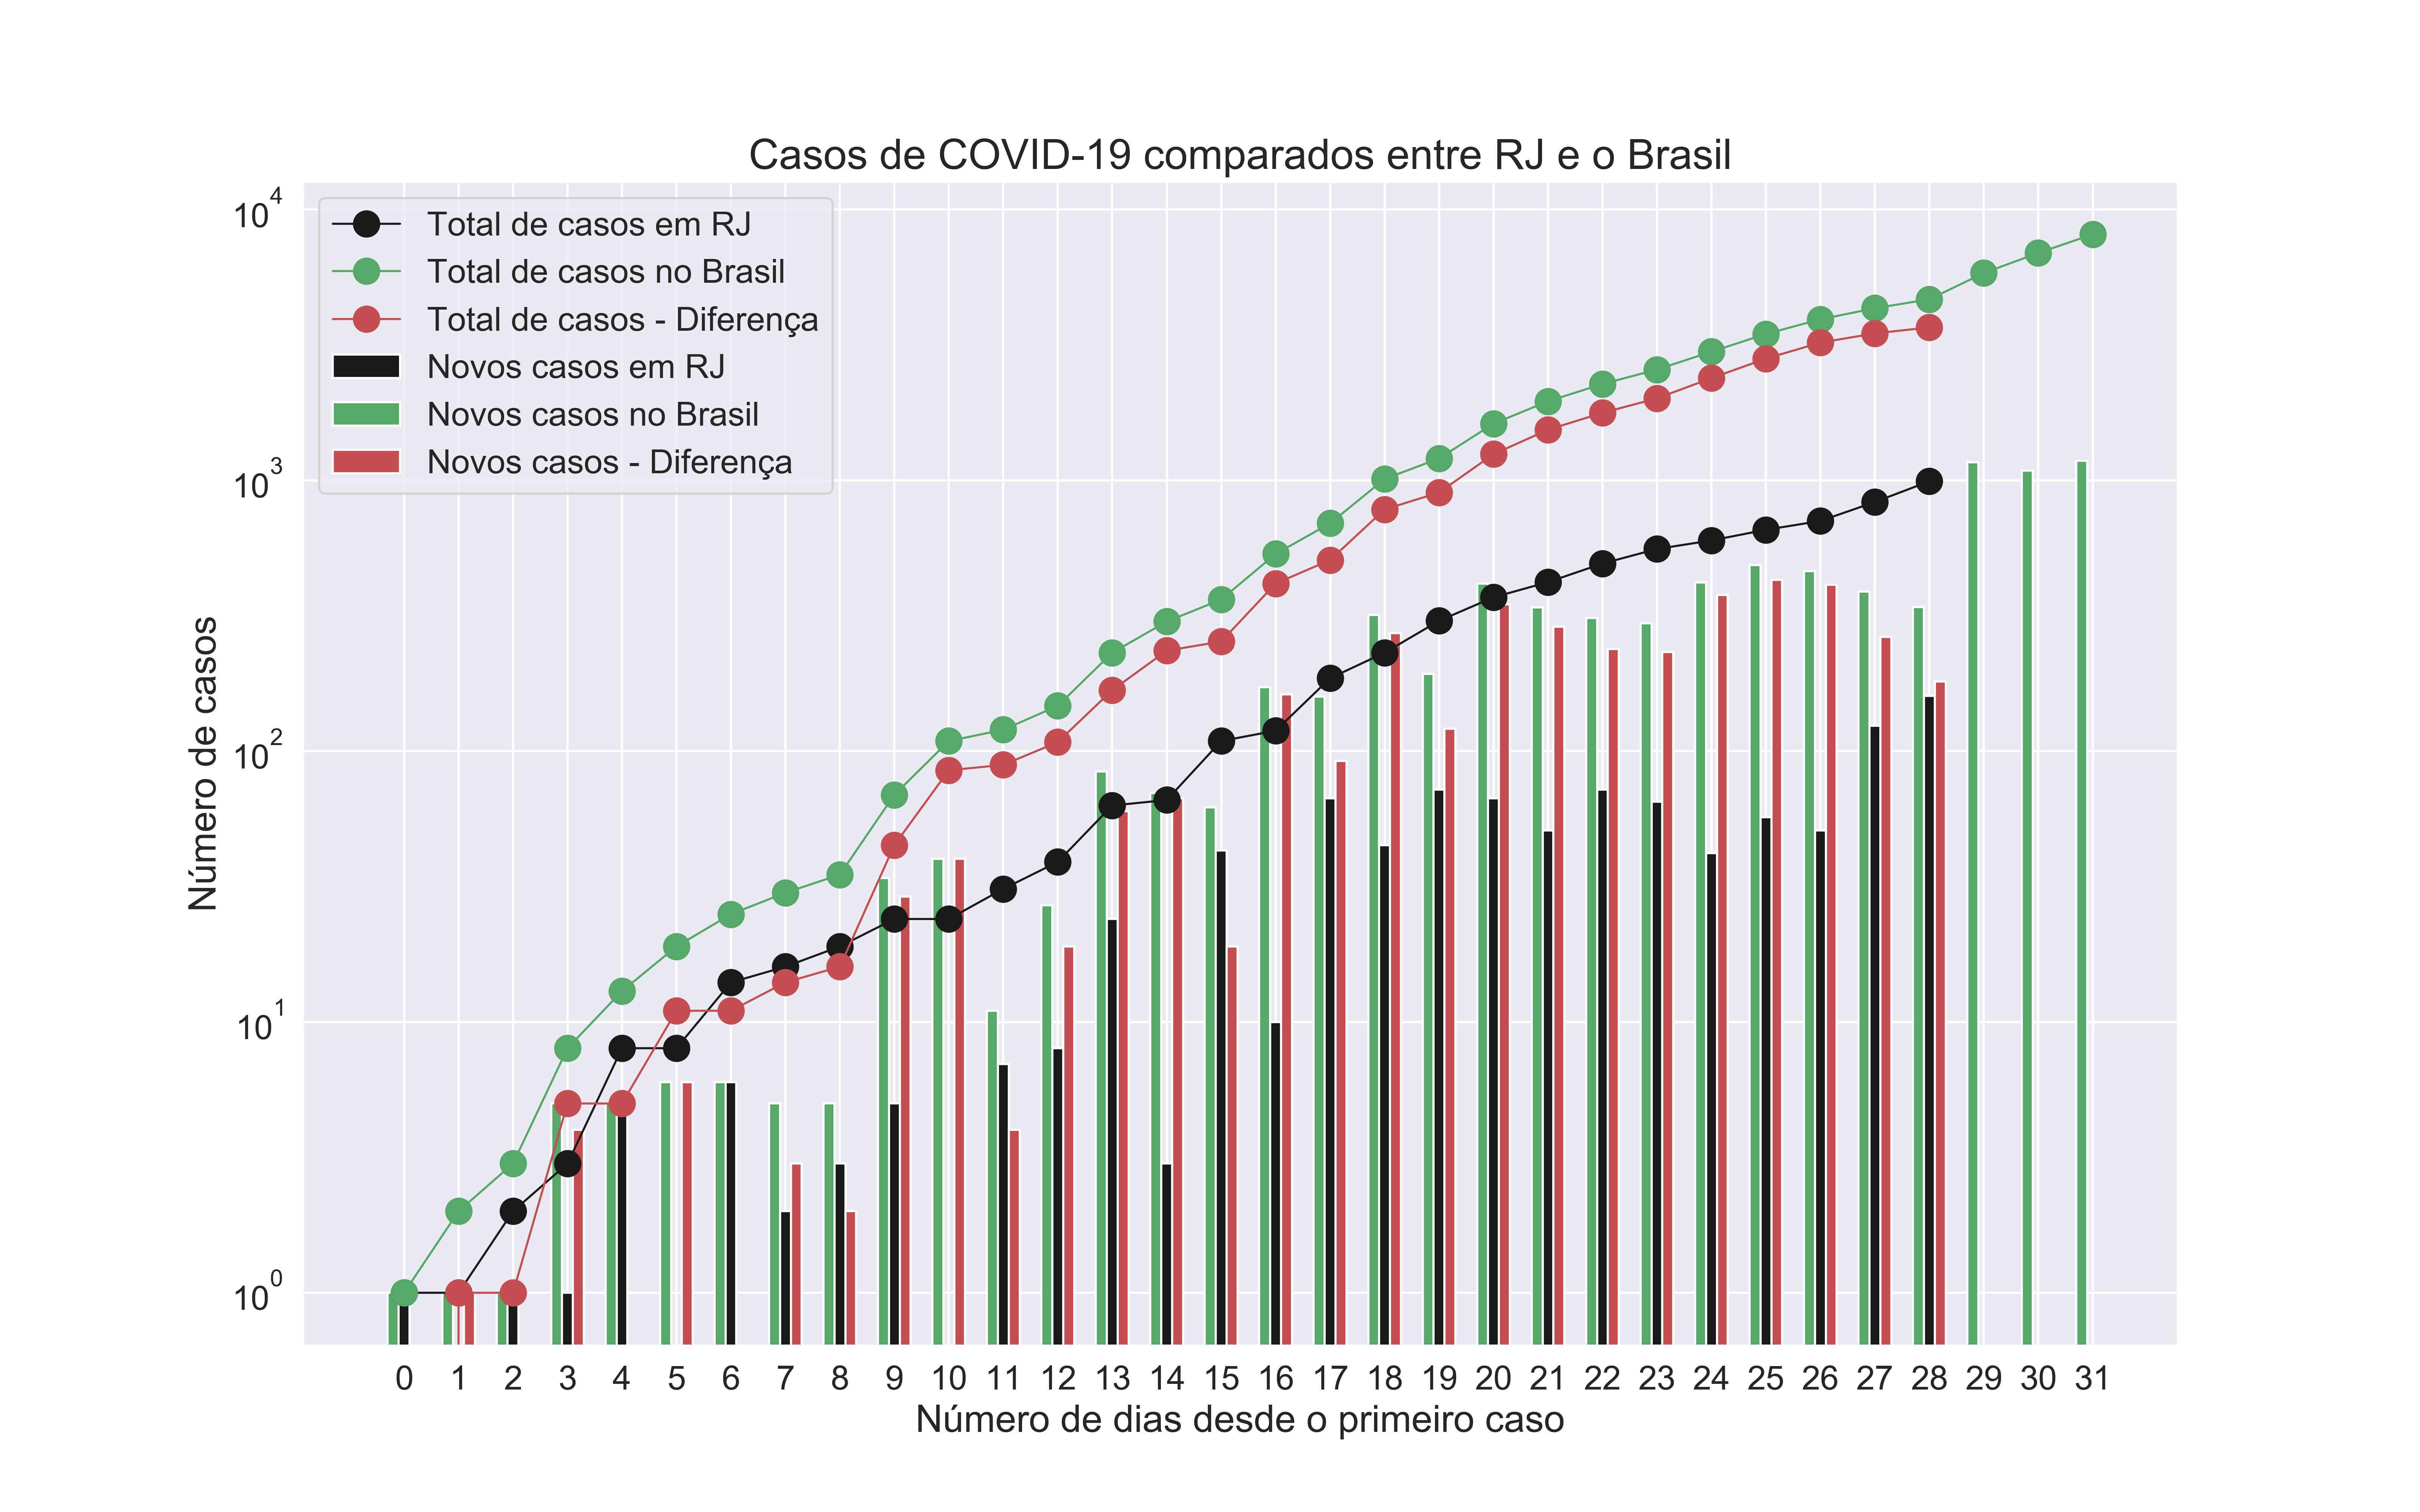 Casos de COVID-19 comparados entre RJ e o Brasil
Total de casos em RJ
Total de casos no Brasil
Total de casos - Diferença
Novos casos em RJ
Novos casos no Brasil
Novos casos - Diferença
10^4
10^3
10^2
10^1
10^0
Número de casos
0 1 2 3 4 5 6 7 8 9 10 11 12 13 14 15 16 17 18 19 20 21 22 23 24 25 26 27 28 29 30 31
Número de dias desde o primeiro caso